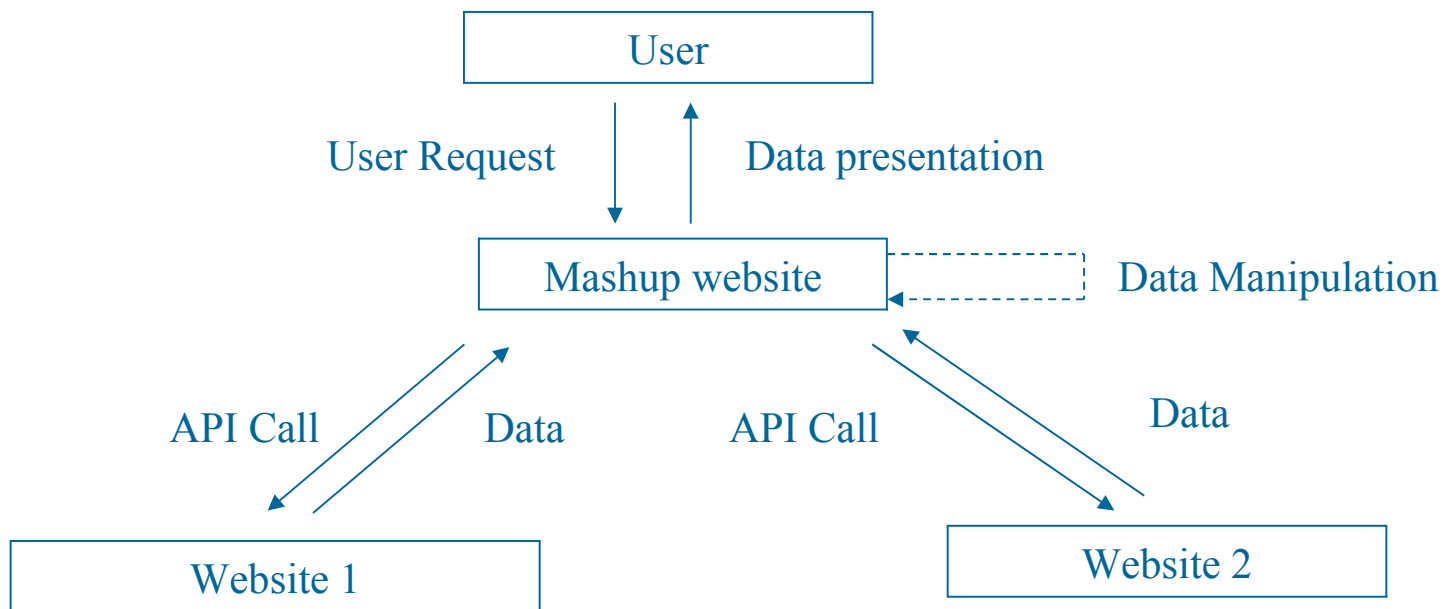 User
User Request
Data presentation
Mashup website
Data Manipulation
API Call
Data
API Call
Data
Website 1
Website 2